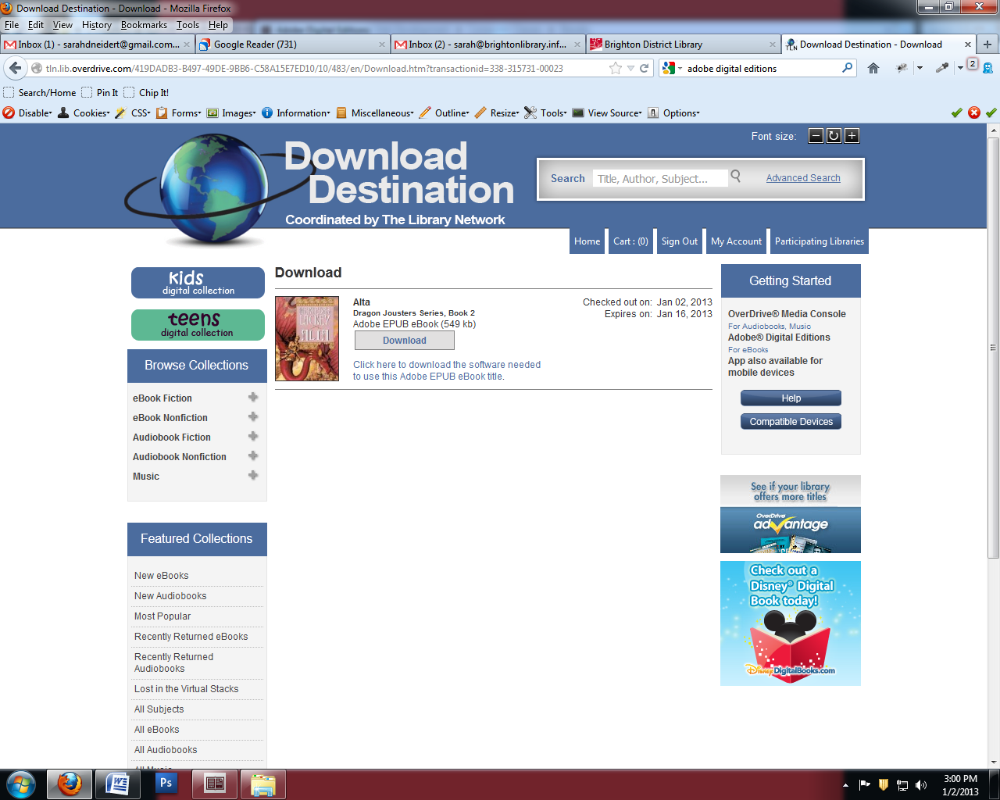 Download Destination - Download - Mozilla Firefox
File Edit View History Bookmarks Tools Help
Inbox (1) - sarahdneidert@gmail.com...
Google Reader (731)
Inbox (2) - sarah@brightonlibrary.inf...
Brighton District Library
TLN Download Destination - Download
tln.lib.overdrive.com/419DADB3-B497-49DE-9BB6-C58A15E7ED10/10/483/en/Download.htm?transactionid=338-315731-00023
adobe digital editions
2
Search/Home Pin It Chip It!
Disable Cookies CSS Forms Images Information Miscellaneous Outline Resize Tools View Source Options
Font size:
Download
Destination
Coordinated by The Library Network
Search Title, Author, Subject... Advanced Search
Home Cart : (0) Sign Out My Account Participating Libraries
kids
digital collection
teens
digital collection
Browse Collections
eBook Fiction
eBook Nonfiction
Audiobook Fiction
Audiobook Nonfiction
Music
Featured Collections
New eBooks
New Audiobooks
Most Popular
Recently Returned eBooks
Recently Returned
Audiobooks
Lost in the Virtual Stacks
All Subjects
All eBooks
All Audiobooks
All Music
Download
LACKEY
ALTA
Alta
Dragon Jousters Series, Book 2
Adobe EPUB eBook (549 kb)
Download
Click here to download the software needed
to use this Adobe EPUB eBook title.
Checked out on: Jan 02, 2013
Expires on: Jan 16, 2013
Getting Started
OverDrive® Media Console
For Audiobooks, Music
Adobe® Digital Editions
For eBooks
App also available for
mobile devices
Help
Compatible Devices
See if your library
offers more titles
OverDrive
advantage
Check out a
Disney® Digital
Book today!
DisneyDigitalBooks.com
W
Ps
3:00 PM
1/2/2013